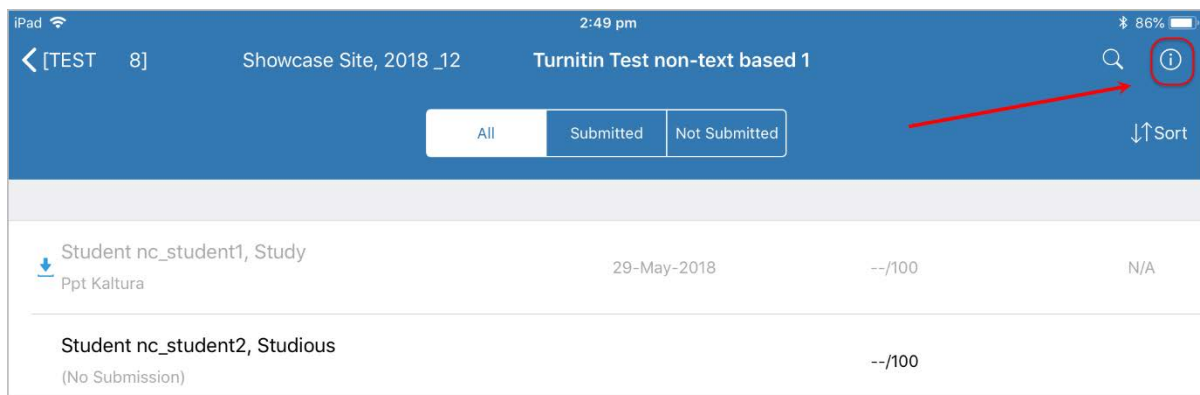 iPad 2:49 pm 86%
[TEST 8] Showcase Site, 2018 _12 Turnitin Test non-text based 1
All Submitted Not Submitted Sort
Student nc_student1, Study
29-May-2018 --/100 N/A
Ppt Kaltura
Student nc_student2, Studious
--/100
(No Submission)